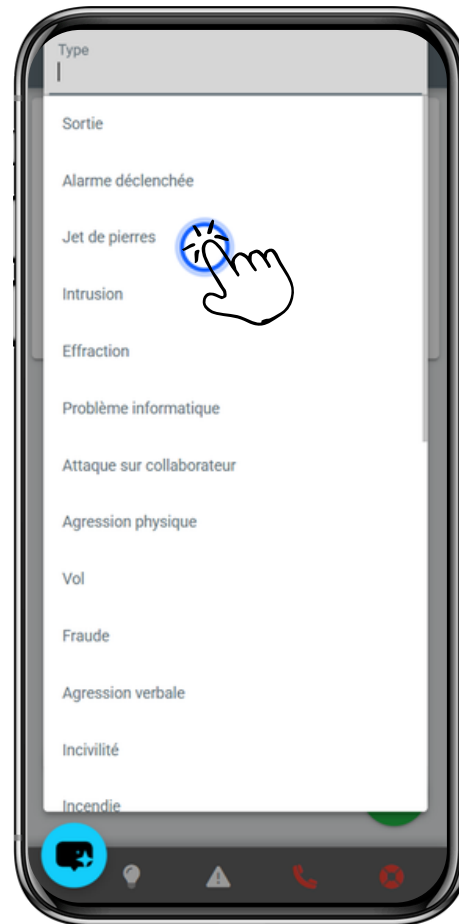 Type
Sortie
Alarme déclenchée
Jet de pierres
Intrusion
Effraction
Problème informatique
Attaque sur collaborateur
Agression physique
Vol
Fraude
Agression verbale
Incivilité
Incendie